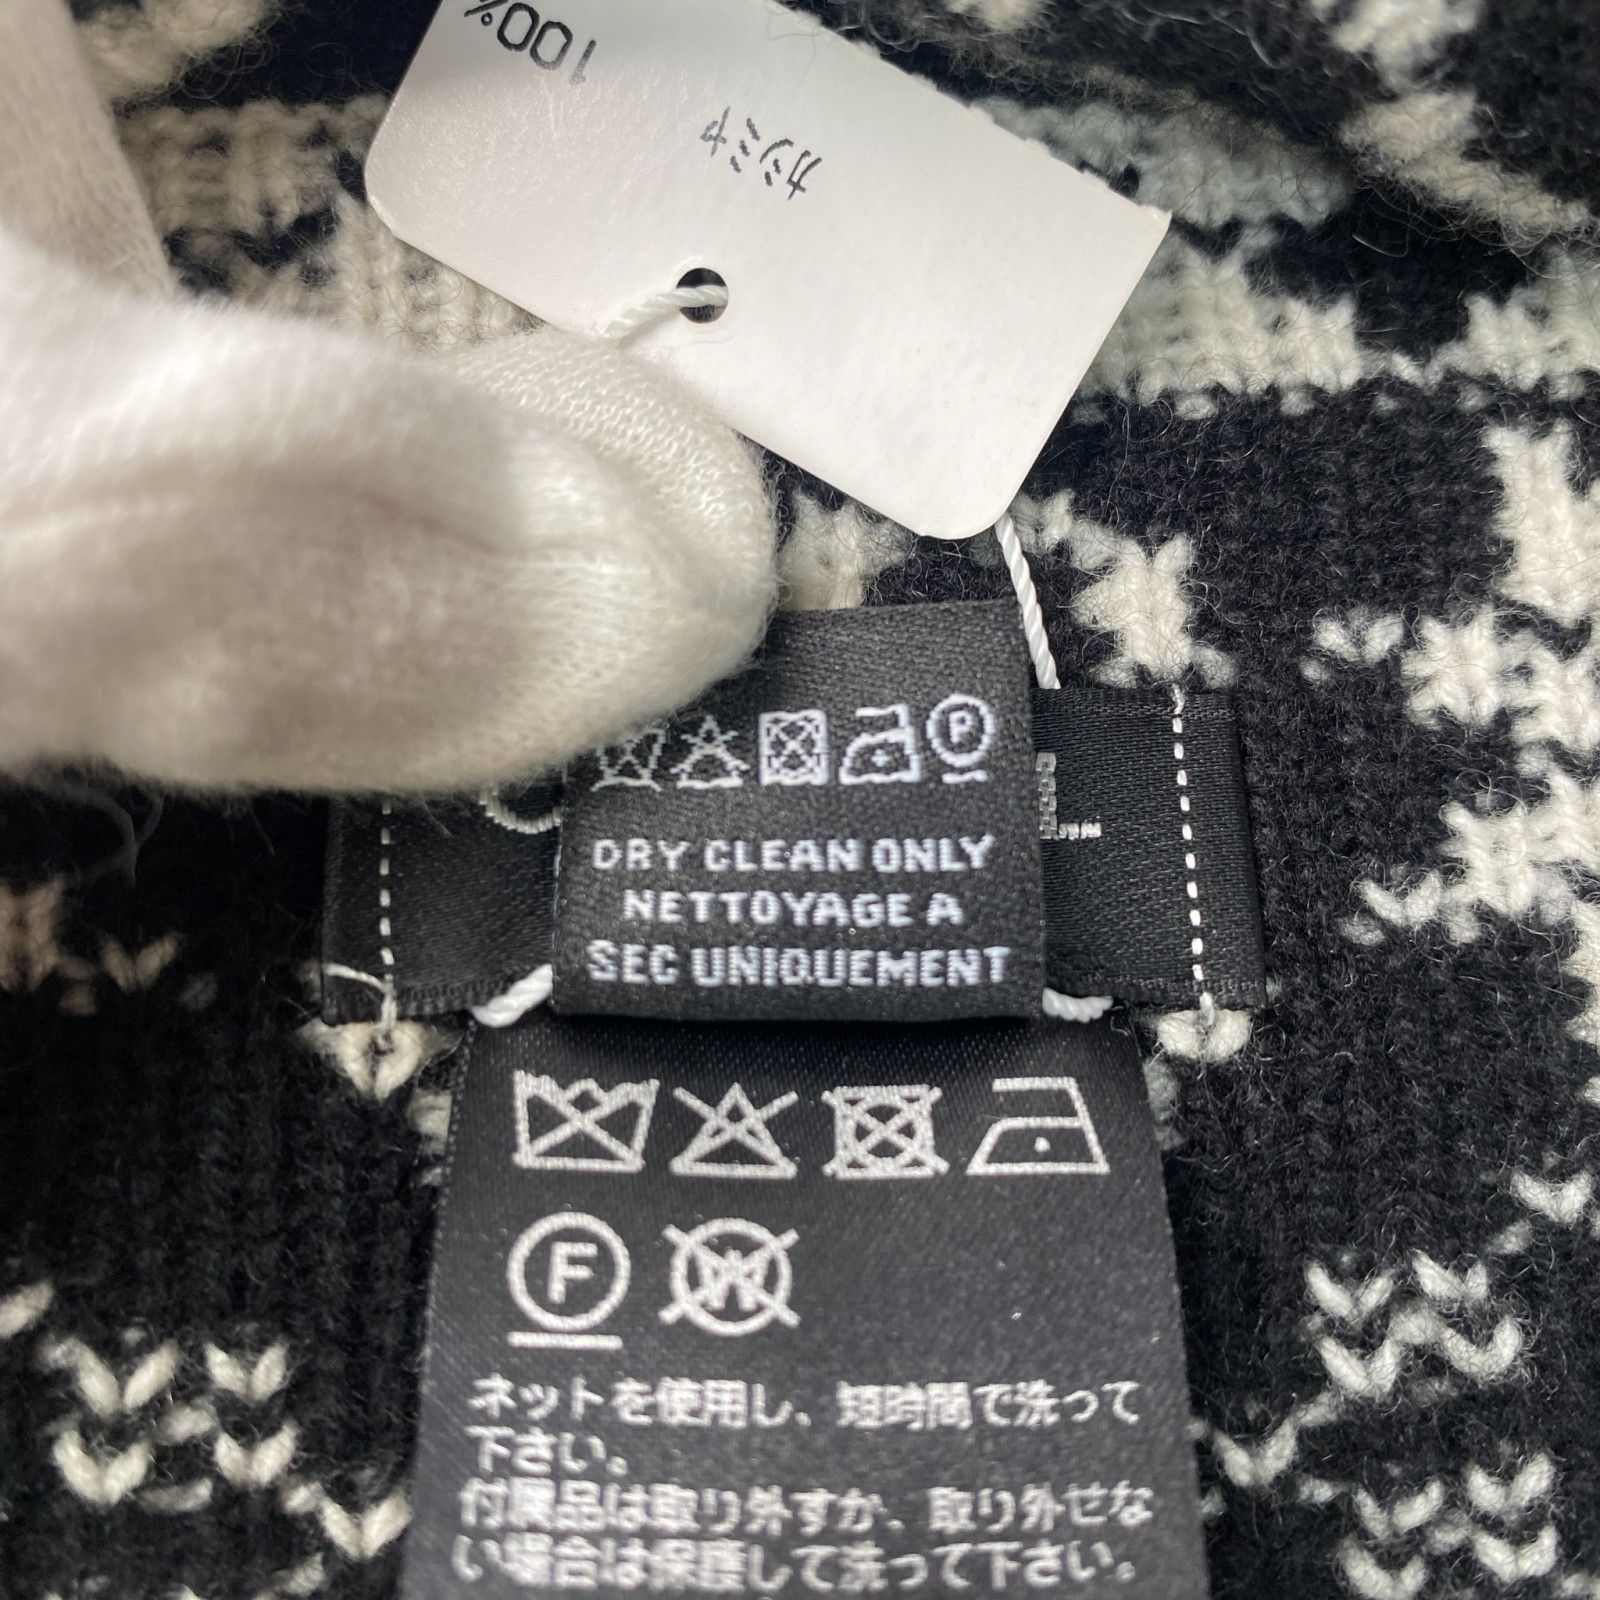 100%
カシミヤ
P
DRY CLEAN ONLY
NETTOYAGE A
SEC UNIQUEMENT
L
F
W
ネットを使用し、短時間で洗って
下さい。
付属品は取り外すか、取り外せな
い場合は保護して洗って下さい。